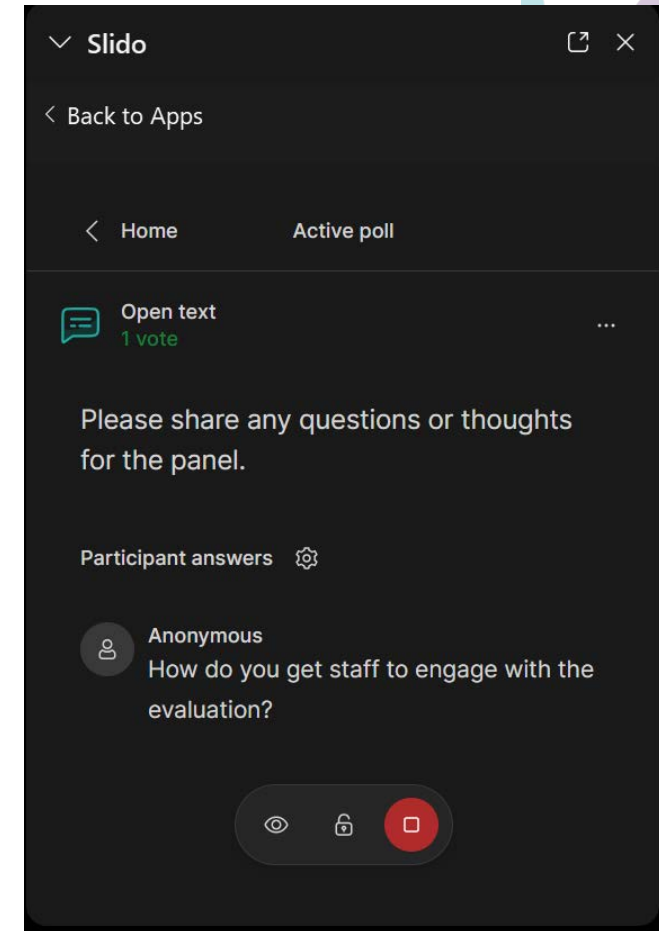 Slido
Back to Apps
Home
Active poll
Open text
1 vote
Please share any questions or thoughts
for the panel.
Participant answers
Anonymous
How do you get staff to engage with the
evaluation?